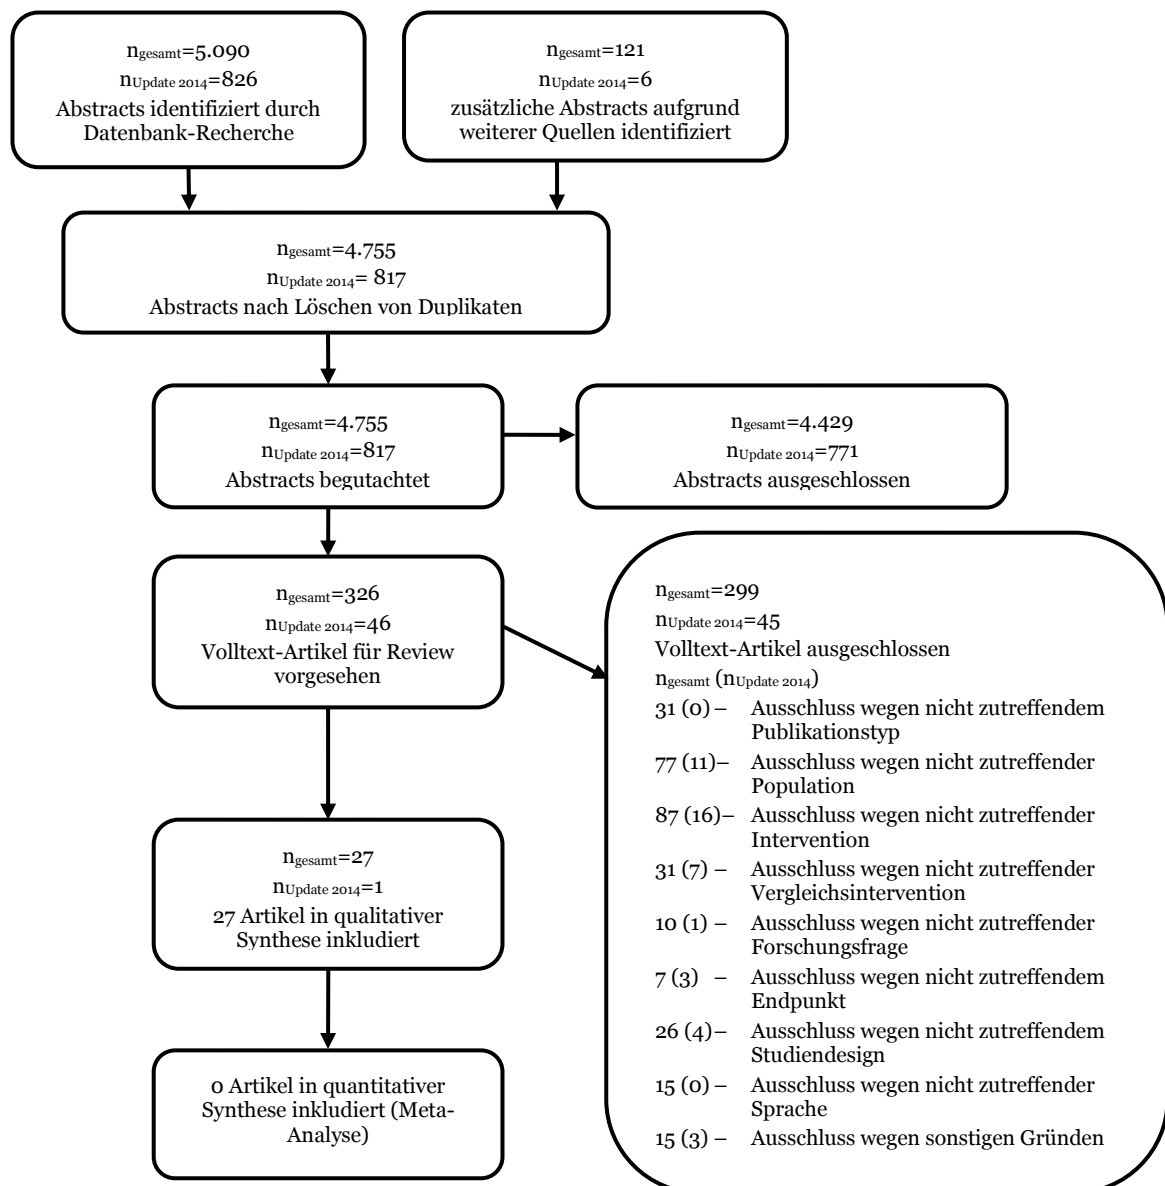 ngesamt=5.090
nUpdate 2014=826
Abstracts identifiziert durch
Datenbank-Recherche
ngesamt=121
nUpdate 2014=6
zusätzliche Abstracts aufgrund
weiterer Quellen identifiziert
ngesamt=4.755
nUpdate 2014= 817
Abstracts nach Löschen von Duplikaten
ngesamt=4.755
nUpdate 2014=817
Abstracts begutachtet
ngesamt=4.429
nUpdate 2014=771
Abstracts ausgeschlossen
ngesamt=326
nUpdate 2014=46
Volltext-Artikel für Review
vorgesehen
ngesamt=299
nUpdate 2014=45
Volltext-Artikel ausgeschlossen
ngesamt (nUpdate 2014)
31 (0) – Ausschluss wegen nicht zutreffendem
Publikationstyp
77 (11)– Ausschluss wegen nicht zutreffender
Population
87 (16)– Ausschluss wegen nicht zutreffender
Intervention
31 (7) – Ausschluss wegen nicht zutreffender
Vergleichsintervention
10 (1) – Ausschluss wegen nicht zutreffender
Forschungsfrage
7 (3) – Ausschluss wegen nicht zutreffendem
Endpunkt
26 (4)– Ausschluss wegen nicht zutreffendem
Studiendesign
15 (0)– Ausschluss wegen nicht zutreffender
Sprache
15 (3)– Ausschluss wegen sonstigen Gründen
ngesamt=27
nUpdate 2014=1
27 Artikel in qualitativer
Synthese inkludiert
0 Artikel in quantitativer
Synthese inkludiert (Meta-
Analyse)